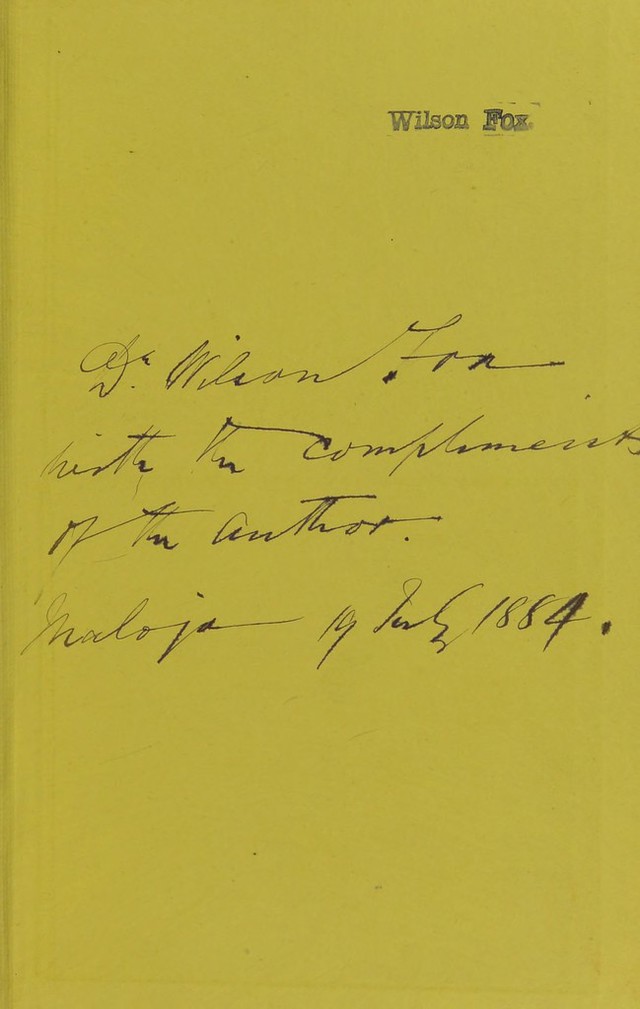 Wilson Fox.
Dr. Wilson Fox
with the compliments
of the author.
Maloja 19 July 1884.